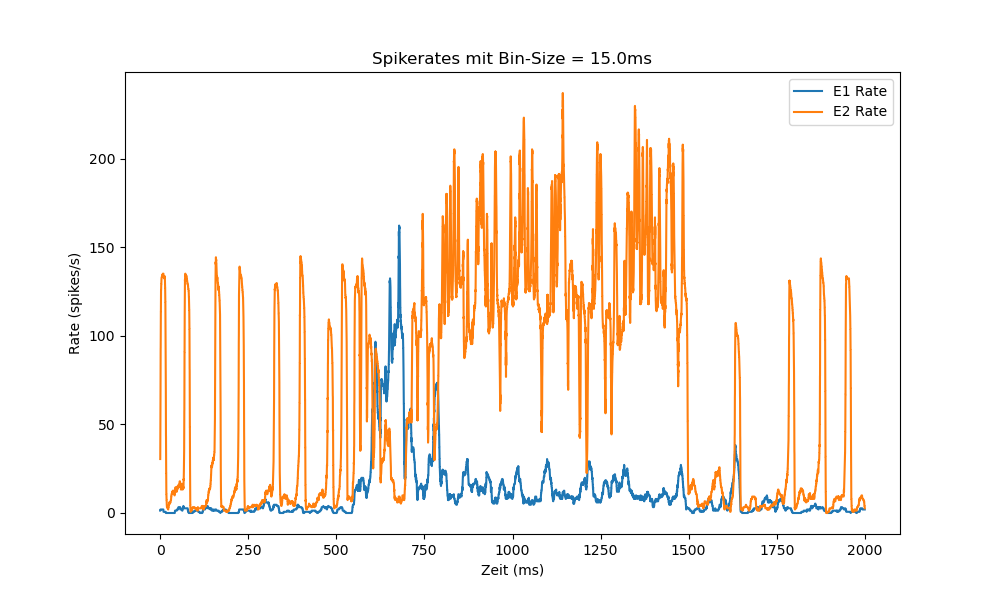 Spikerates mit Bin-Size = 15.0ms
E1 Rate
E2 Rate
Rate (spikes/s)
200
150
100
50
0
0 250 500 750 1000 1250 1500 1750 2000
Zeit (ms)